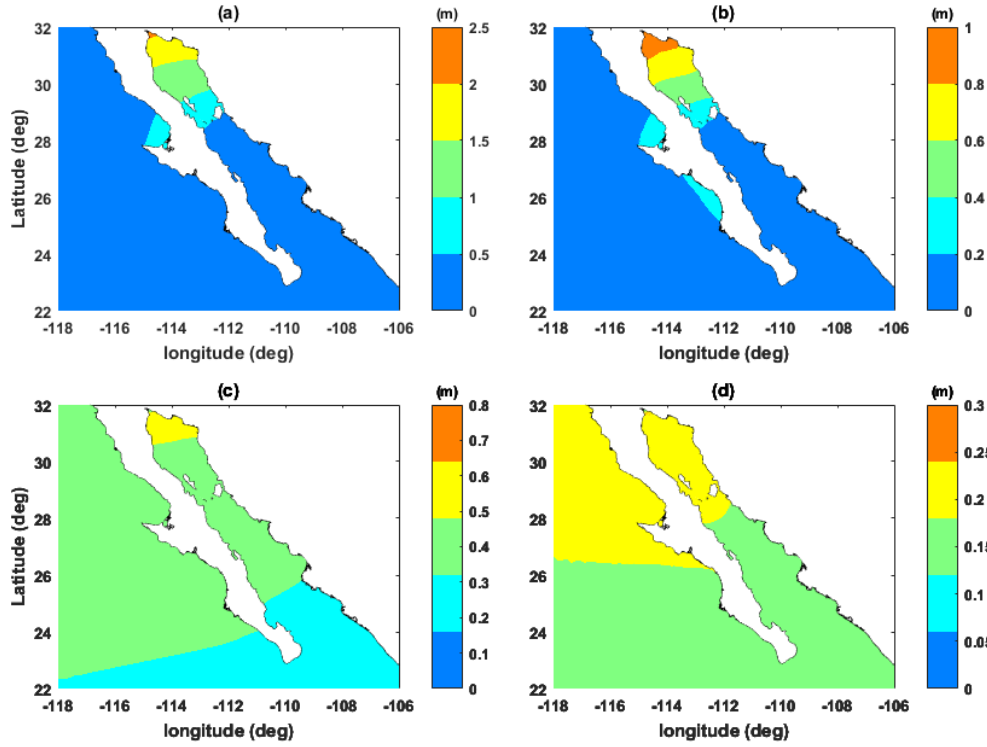 (a) (m) (b) (m)
32 2.5 32 1
30 2 30 0.8
28 1.5 28 0.6
26 1 26 0.4
24 0.5 24 0.2
22 0 22 0
Latitude (deg)
-118 -116 -114 -112 -110 -108 -106 -118 -116 -114 -112 -110 -108 -106
longitude (deg) longitude (deg)
(c) (m) (d) (m)
32 0.8 32 0.3
0.7 0.25
30 0.6 30 0.2
28 0.5 28
0.4 0.15
26 0.3 26 0.1
24 0.2 24
0.1 0.05
22 0 22 0
Latitude (deg)
-118 -116 -114 -112 -110 -108 -106 -118 -116 -114 -112 -110 -108 -106
longitude (deg) longitude (deg)